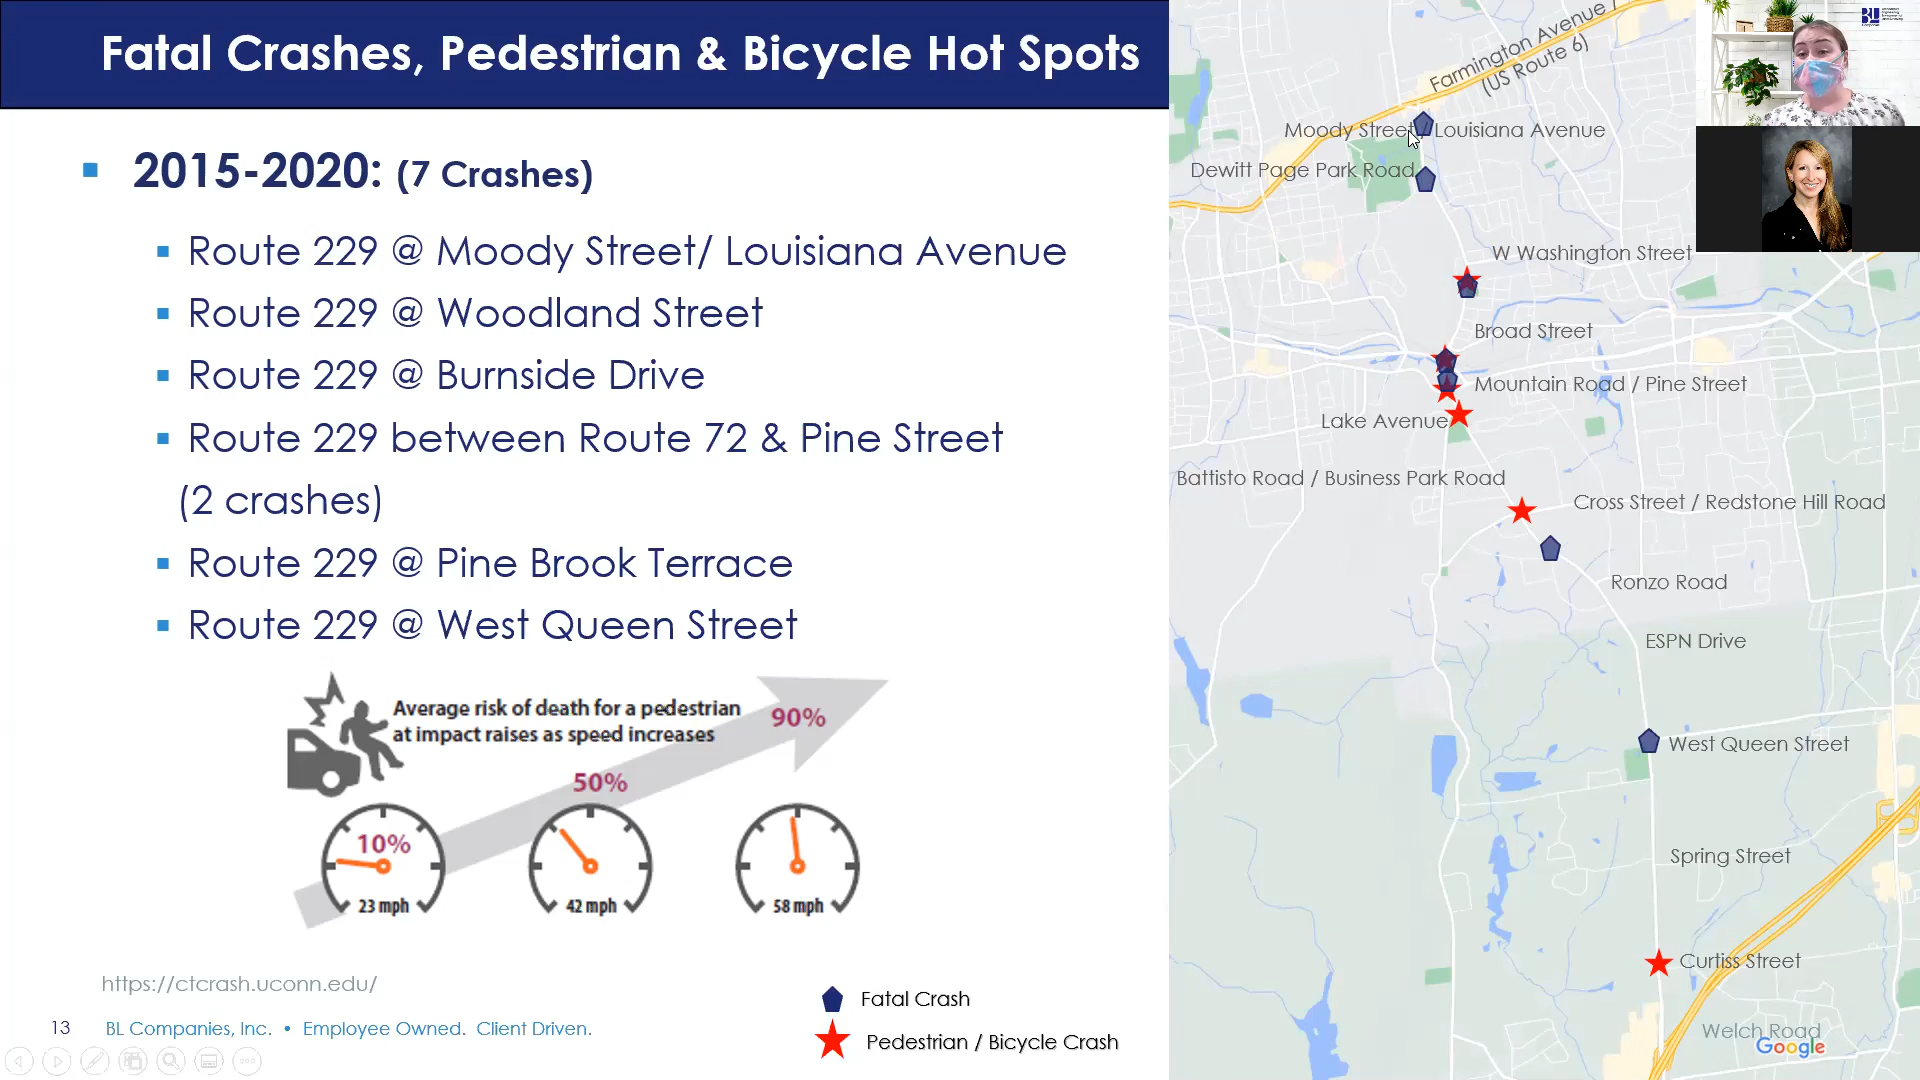 Fatal Crashes, Pedestrian & Bicycle Hot Spots
2015-2020: (7 Crashes)
Route 229 @ Moody Street/ Louisiana Avenue
Route 229 @ Woodland Street
Route 229 @ Burnside Drive
Route 229 between Route 72 & Pine Street
(2 crashes)
Route 229 @ Pine Brook Terrace
Route 229 @ West Queen Street
Average risk of death for a pedestrian
at impact raises as speed increases
90%
50%
10%
23 mph
42 mph
58 mph
https://ctcrash.uconn.edu/
Fatal Crash
Pedestrian / Bicycle Crash
13
BL Companies, Inc. • Employee Owned. Client Driven.
Farmington Avenue /
(US Route 6)
Moody Street / Louisiana Avenue
Dewitt Page Park Road
W Washington Street
Broad Street
Mountain Road / Pine Street
Lake Avenue
Battisto Road / Business Park Road
Cross Street / Redstone Hill Road
Ronzo Road
ESPN Drive
West Queen Street
Spring Street
Curtiss Street
Welch Road
Google
BL